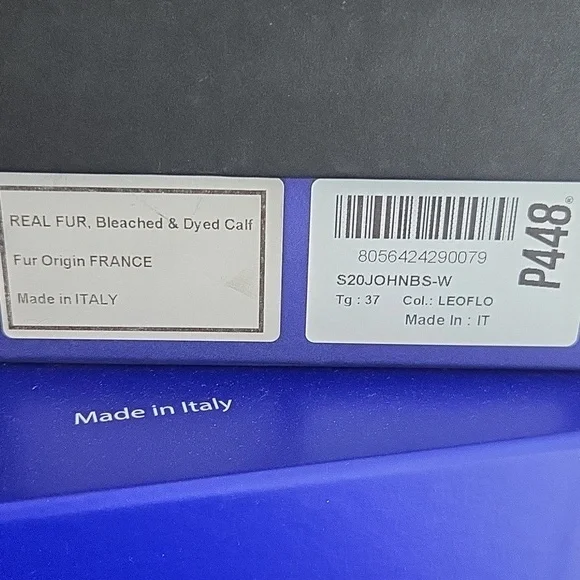 REAL FUR, Bleached & Dyed Calf
Fur Origin FRANCE
Made in ITALY
8056424290079
S20JOHNBS-W
Tg : 37 Col.: LEOFLO
Made In : IT
P448®
Made in Italy